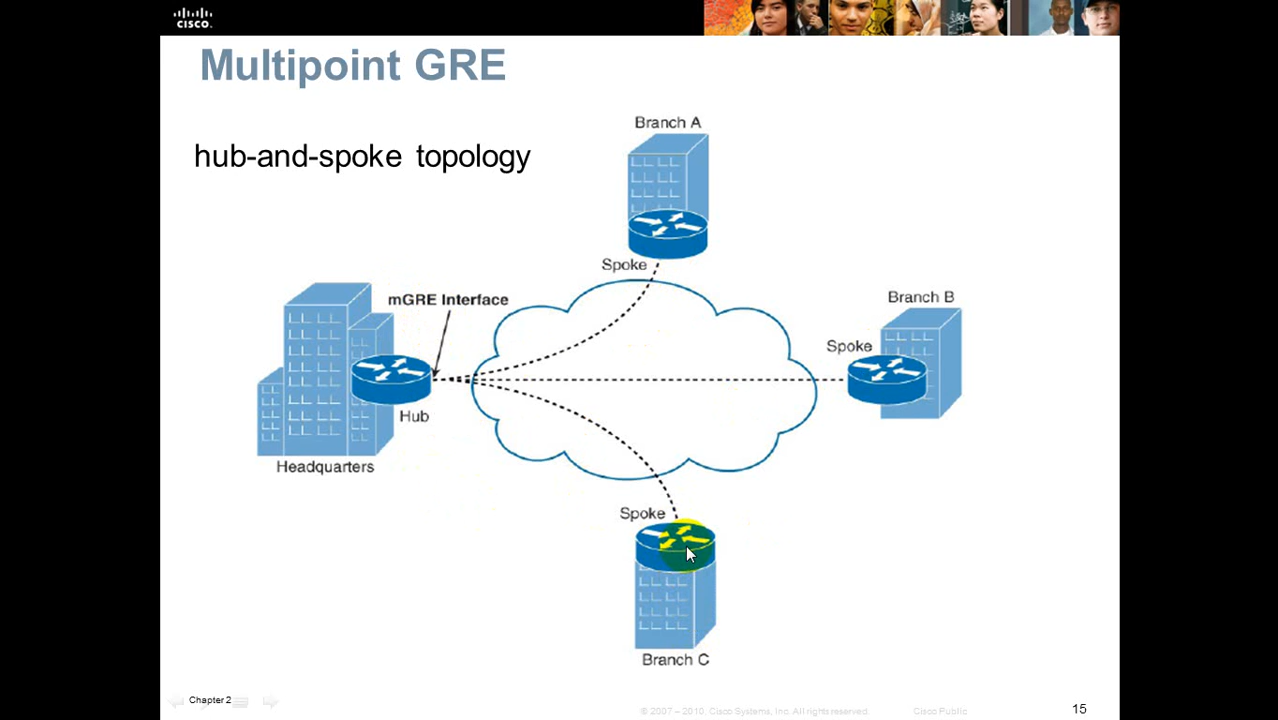 CISCO.
Multipoint GRE
hub-and-spoke topology
Branch A
Spoke
mGRE Interface
Branch B
Spoke
Hub
Headquarters
Spoke
Branch C
Chapter 2
© 2007 – 2010, Cisco Systems, Inc. All rights reserved.
Cisco Public
15